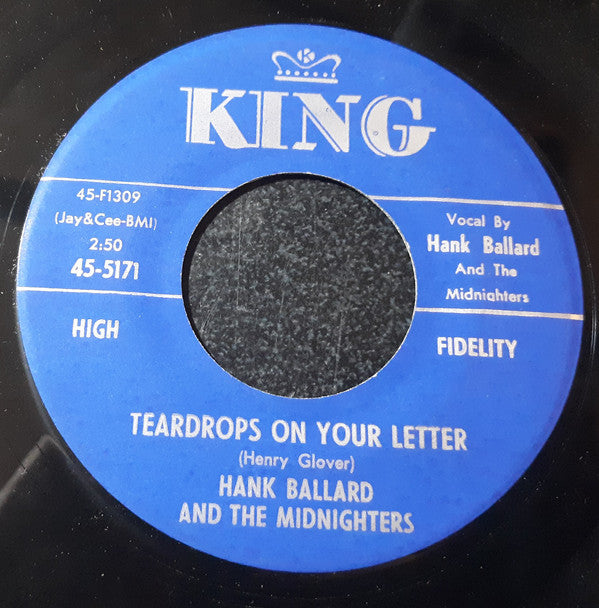 K
KING
45-F1309
(Jay&Cee-BMI)
2:50
45-5171
Vocal By
Hank Ballard
And The
Midnighters
HIGH
FIDELITY
TEARDROPS ON YOUR LETTER
(Henry Glover)
HANK BALLARD
AND THE MIDNIGHTERS